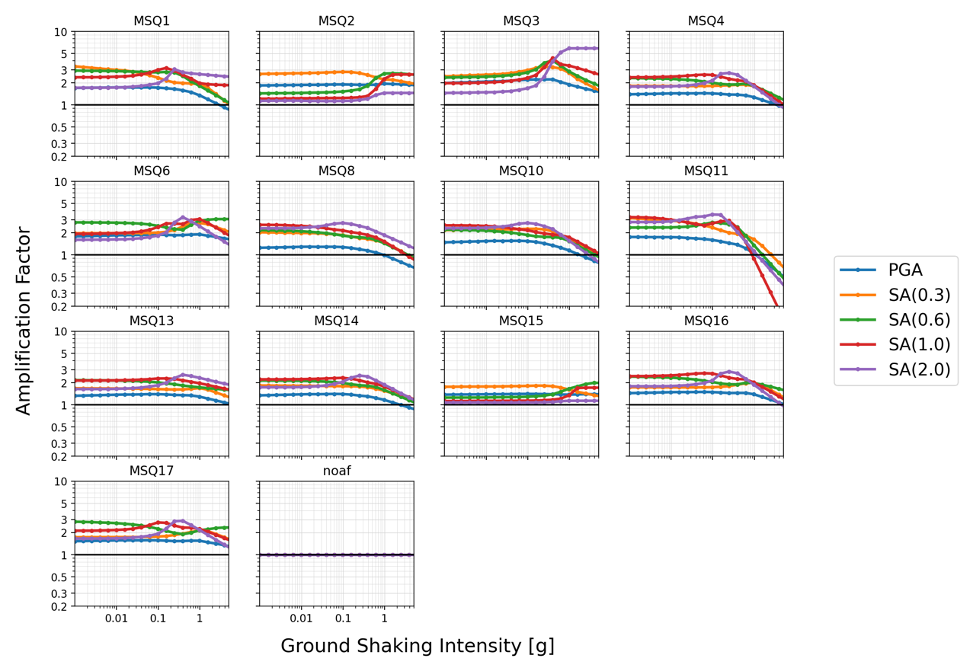 MSQ1 MSQ2 MSQ3 MSQ4
10
5
3
2
1
0.5
0.3
0.2
MSQ6 MSQ8 MSQ10 MSQ11
10
5
3
2
1
0.5
0.3
0.2
MSQ13 MSQ14 MSQ15 MSQ16
10
5
3
2
1
0.5
0.3
0.2
MSQ17 noaf
10
5
3
2
1
0.5
0.3
0.2
0.01 0.1 1 0.01 0.1 1
Amplification Factor
Ground Shaking Intensity [g]
PGA
SA(0.3)
SA(0.6)
SA(1.0)
SA(2.0)